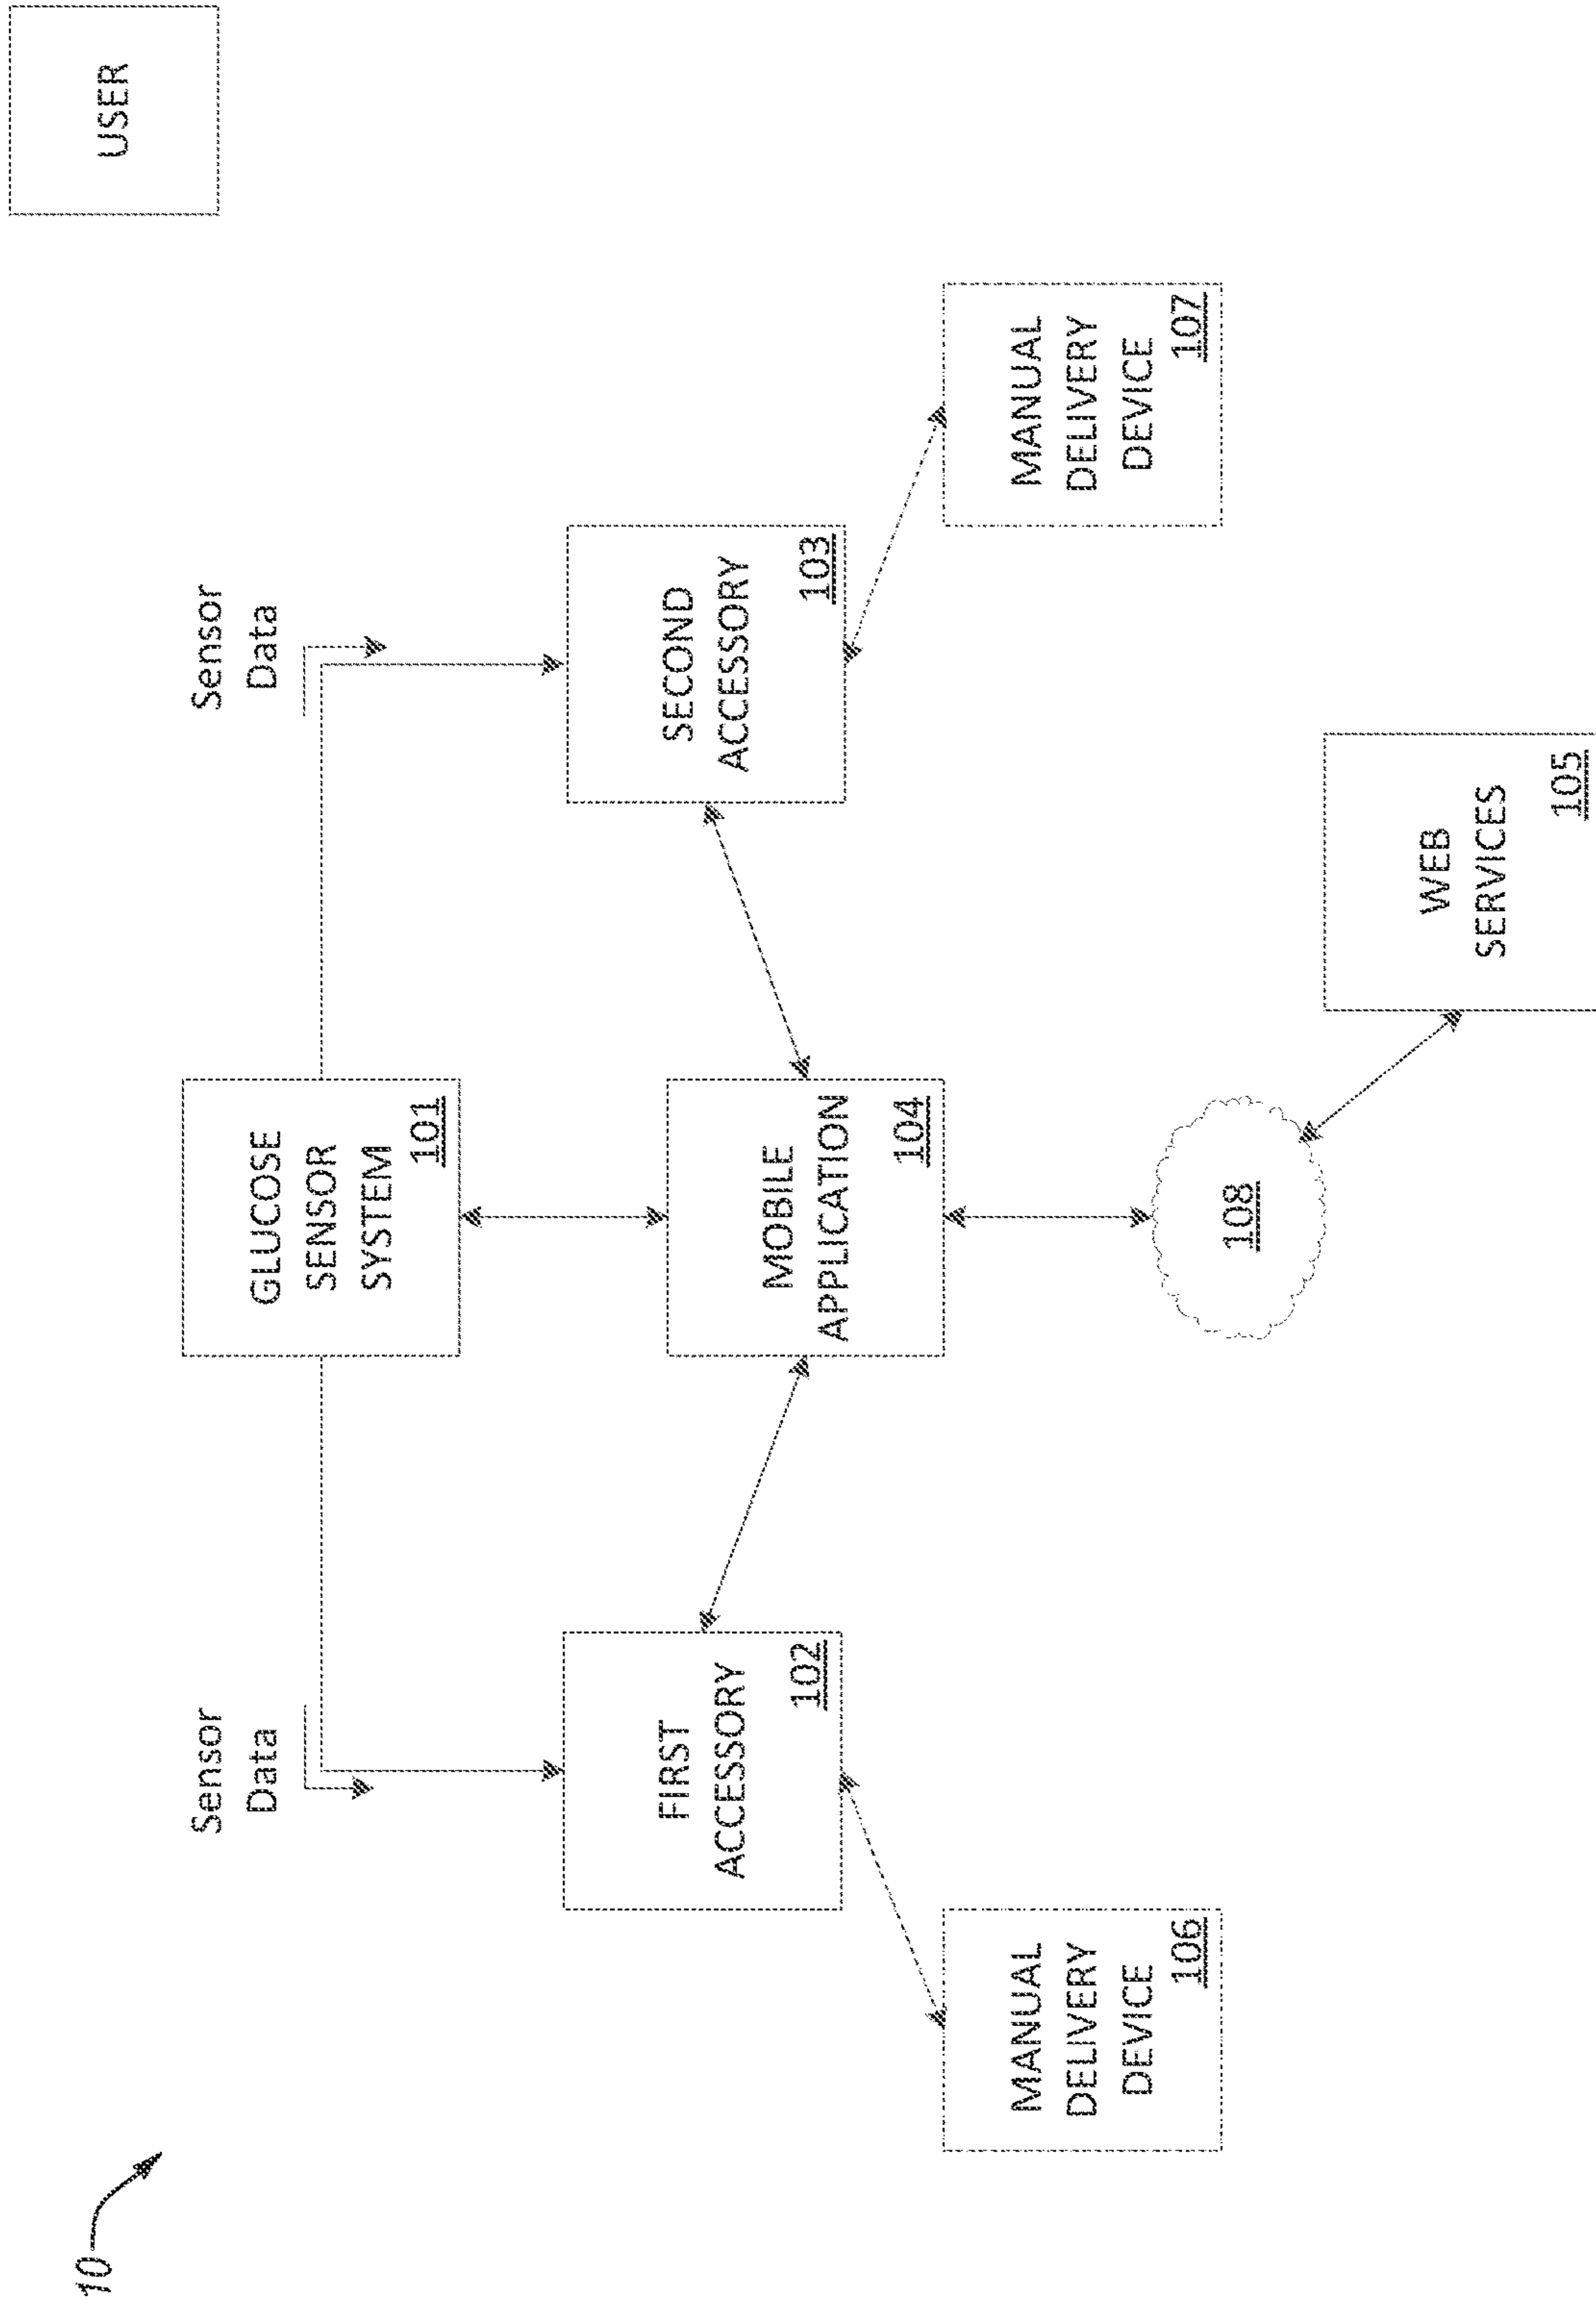 10
USER
Sensor
Data
GLUCOSE
SENSOR
SYSTEM
101
Sensor
Data
FIRST
ACCESSORY
102
MOBILE
APPLICATION
104
SECOND
ACCESSORY
103
MANUAL
DELIVERY
DEVICE
106
108
MANUAL
DELIVERY
DEVICE
107
WEB
SERVICES
105